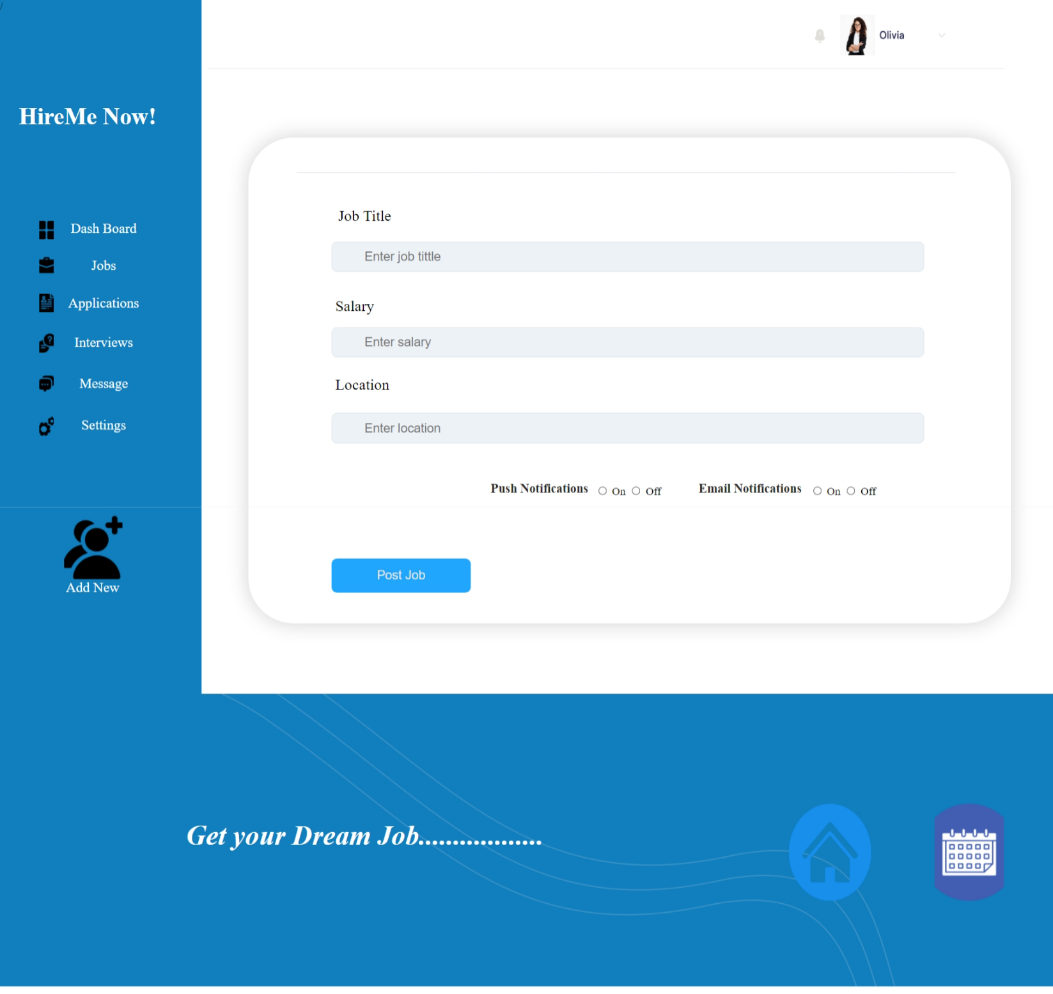 Olivia
HireMe Now!
Dash Board
Jobs
Applications
Interviews
Message
Settings
Add New
Job Title
Enter job tittle
Salary
Enter salary
Location
Enter location
Push Notifications On Off Email Notifications On Off
Post Job
Get your Dream Job.................